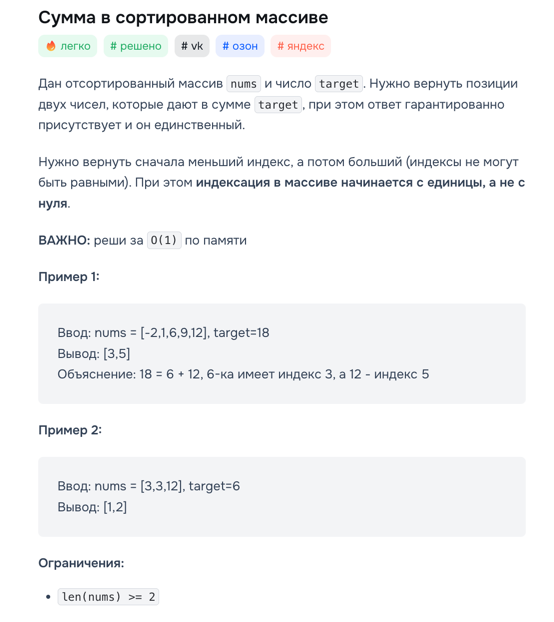 Сумма в сортированном массиве
легко # решено # vk # озон # яндекс
Дан отсортированный массив nums и число target. Нужно вернуть позиции
двух чисел, которые дают в сумме target, при этом ответ гарантированно
присутствует и он единственный.
Нужно вернуть сначала меньший индекс, а потом больший (индексы не могут
быть равными). При этом индексация в массиве начинается с единицы, а не с
нуля.
ВАЖНО: реши за O(1) по памяти
Пример 1:
Ввод: nums = [-2,1,6,9,12], target=18
Вывод: [3,5]
Объяснение: 18 = 6 + 12, 6-ка имеет индекс 3, а 12 - индекс 5
Пример 2:
Ввод: nums = [3,3,12], target=6
Вывод: [1,2]
Ограничения:
• len(nums) >= 2